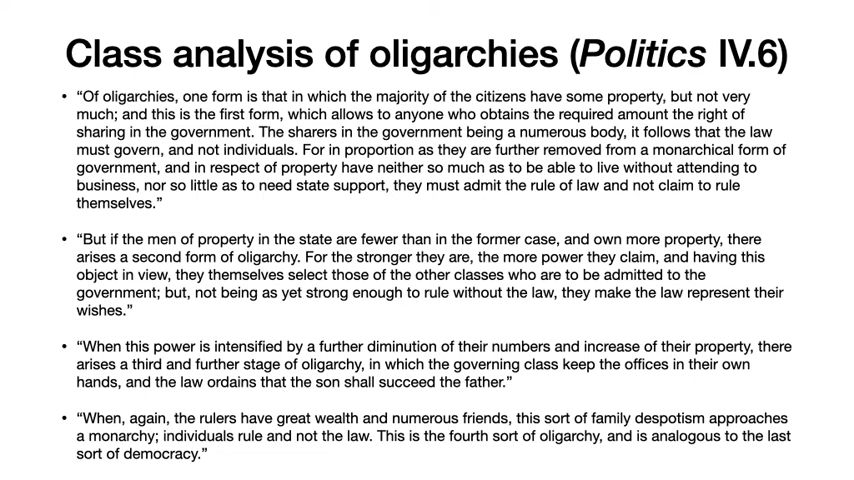 Class analysis of oligarchies (Politics IV.6)
• “Of oligarchies, one form is that in which the majority of the citizens have some property, but not very
much; and this is the first form, which allows to anyone who obtains the required amount the right of
sharing in the government. The sharers in the government being a numerous body, it follows that the law
must govern, and not individuals. For in proportion as they are further removed from a monarchical form of
government, and in respect of property have neither so much as to be able to live without attending to
business, nor so little as to need state support, they must admit the rule of law and not claim to rule
themselves.”
• “But if the men of property in the state are fewer than in the former case, and own more property, there
arises a second form of oligarchy. For the stronger they are, the more power they claim, and having this
object in view, they themselves select those of the other classes who are to be admitted to the
government; but, not being as yet strong enough to rule without the law, they make the law represent their
wishes.”
• “When this power is intensified by a further diminution of their numbers and increase of their property, there
arises a third and further stage of oligarchy, in which the governing class keep the offices in their own
hands, and the law ordains that the son shall succeed the father.”
• “When, again, the rulers have great wealth and numerous friends, this sort of family despotism approaches
a monarchy; individuals rule and not the law. This is the fourth sort of oligarchy, and is analogous to the last
sort of democracy.”